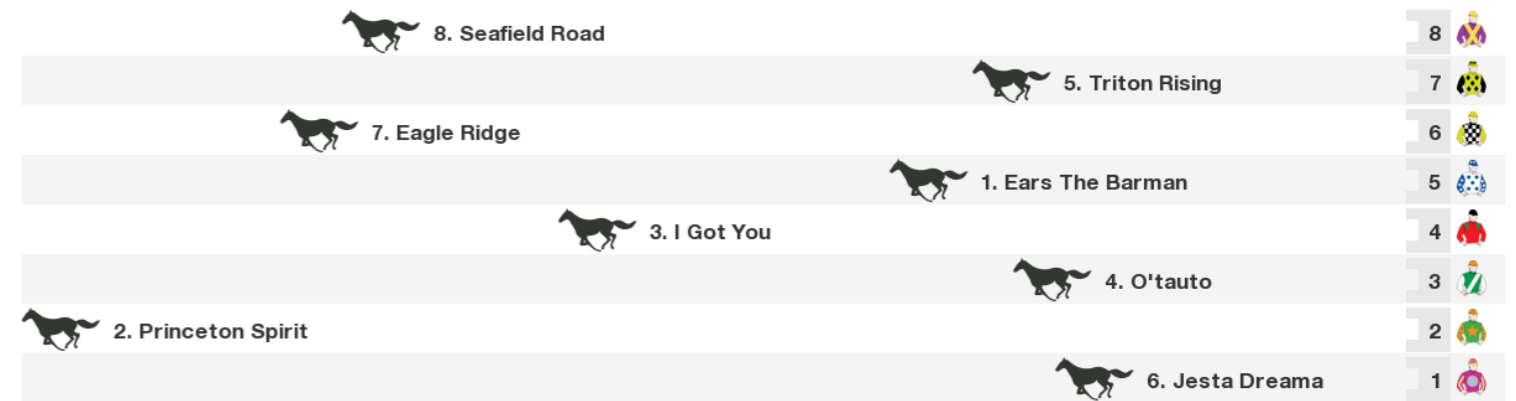 8. Seafield Road 8
5. Triton Rising 7
7. Eagle Ridge 6
1. Ears The Barman 5
3. I Got You 4
4. O'tauto 3
2. Princeton Spirit 2
6. Jesta Dreama 1